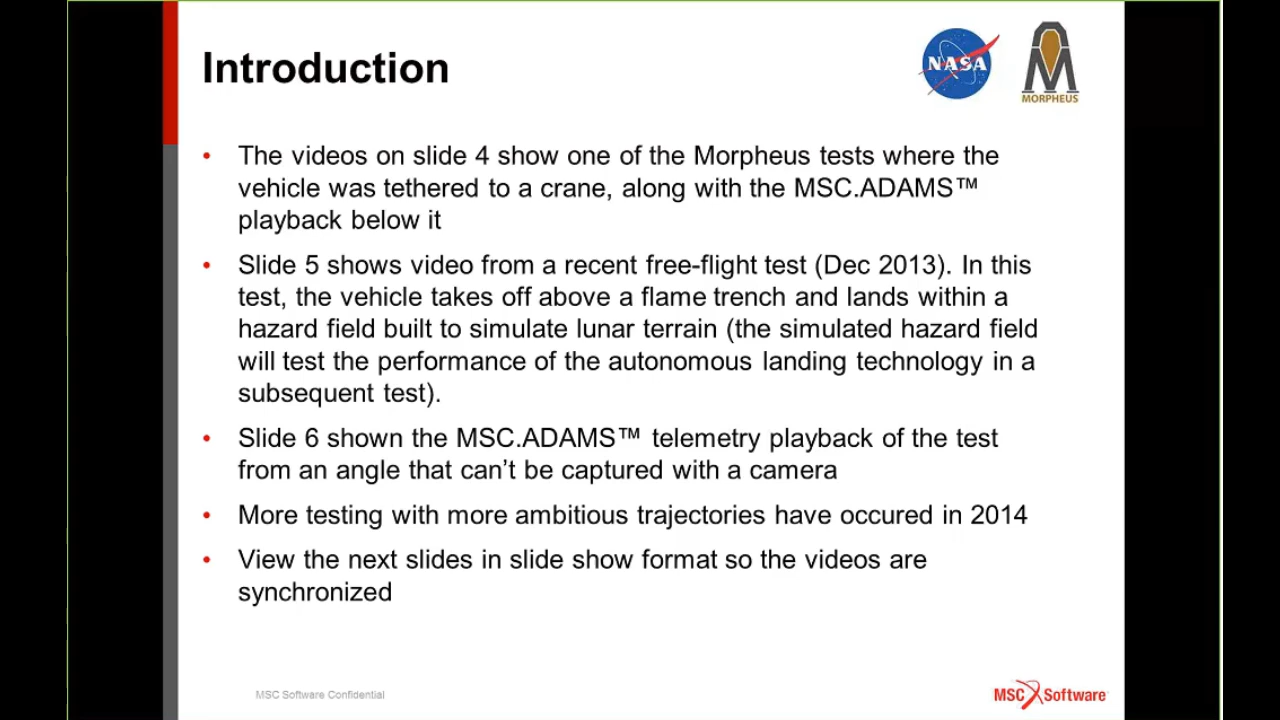 Introduction
NASA
MORPHEUS
• The videos on slide 4 show one of the Morpheus tests where the
vehicle was tethered to a crane, along with the MSC.ADAMS™
playback below it
• Slide 5 shows video from a recent free-flight test (Dec 2013). In this
test, the vehicle takes off above a flame trench and lands within a
hazard field built to simulate lunar terrain (the simulated hazard field
will test the performance of the autonomous landing technology in a
subsequent test).
• Slide 6 shown the MSC.ADAMS™ telemetry playback of the test
from an angle that can’t be captured with a camera
• More testing with more ambitious trajectories have occured in 2014
• View the next slides in slide show format so the videos are
synchronized
MSC Software Confidential
MSC Software